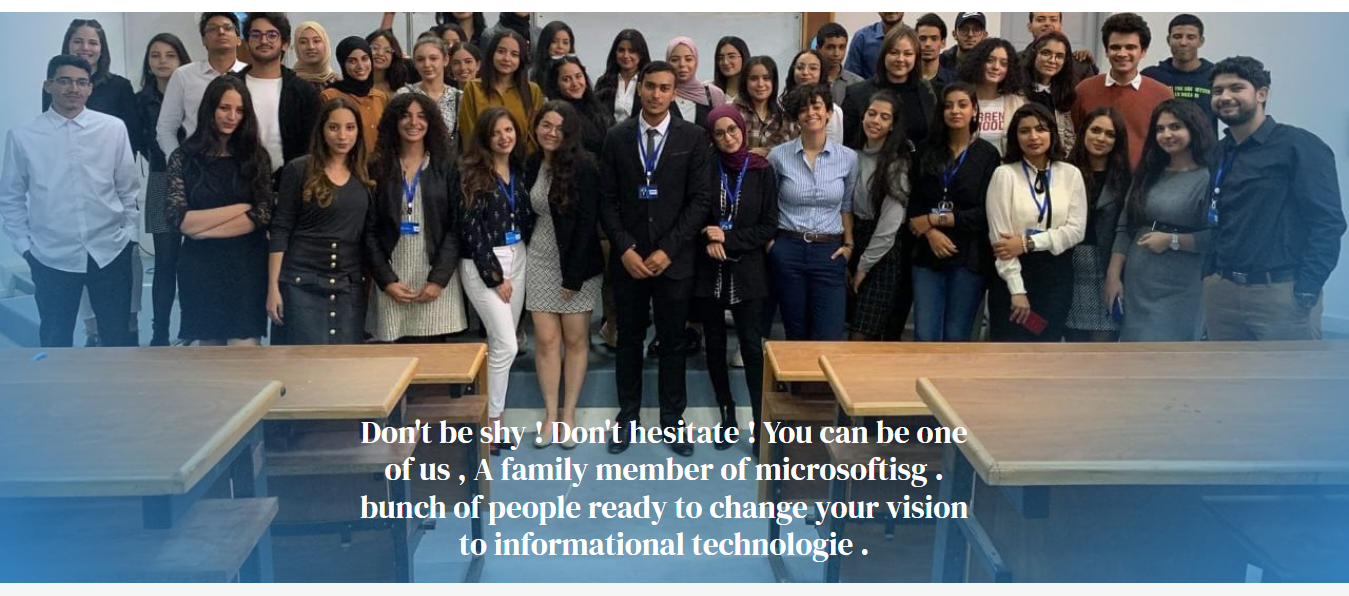 Don't be shy ! Don't hesitate ! You can be one
of us , A family member of microsoftisg .
bunch of people ready to change your vision
to informational technologie .